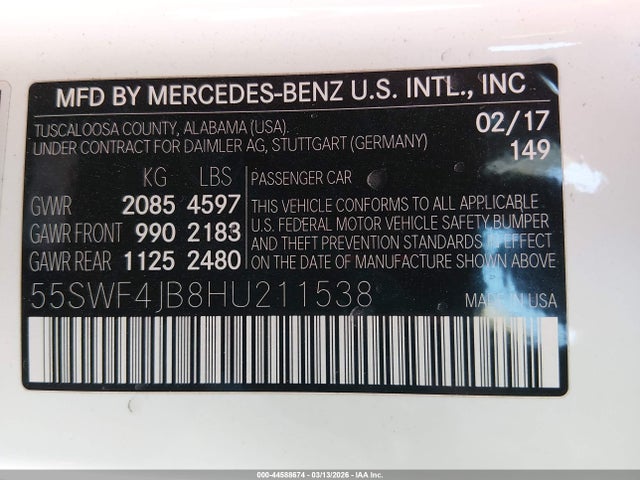 MFD BY MERCEDES-BENZ U.S. INTL., INC
TUSCALOOSA COUNTY, ALABAMA (USA). 02/17
UNDER CONTRACT FOR DAIMLER AG, STUTTGART (GERMANY) 149
KG LBS PASSENGER CAR
GVWR 2085 4597 THIS VEHICLE CONFORMS TO ALL APPLICABLE
U.S. FEDERAL MOTOR VEHICLE SAFETY BUMPER
GAWR FRONT 990 2183 AND THEFT PREVENTION STANDARDS IN EFFECT
GAWR REAR 1125 2480 ON THE DATE OF MANUFACTURE SHOWN ABOVE
55SWF4JB8HU211538 MADE IN USA
000-44588674 | 03/13/2026 - IAA Inc.